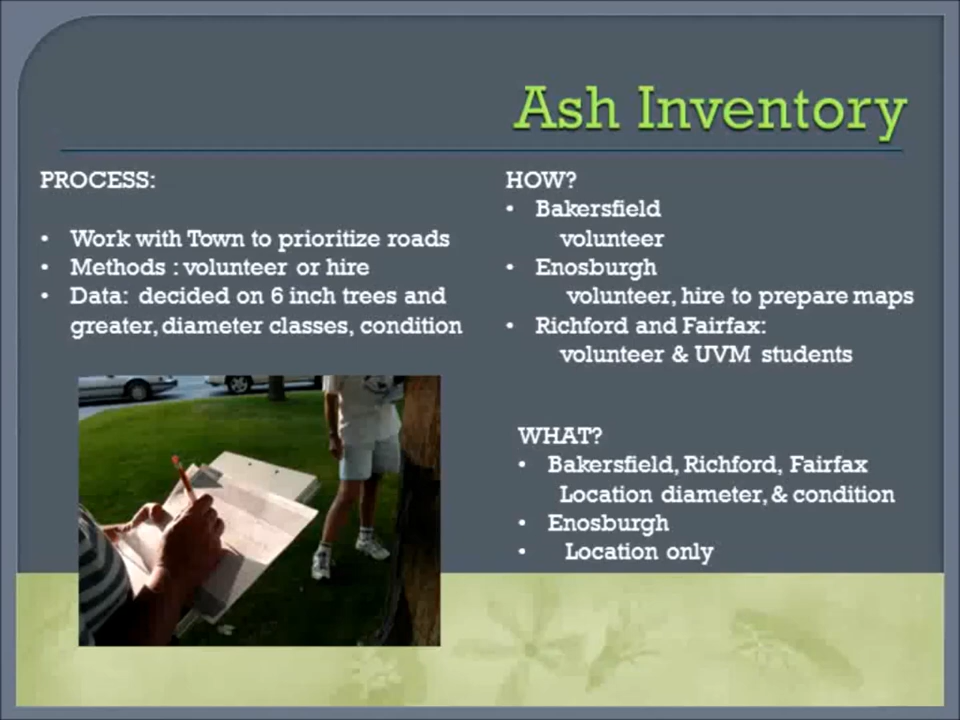 Ash Inventory
PROCESS:
• Work with Town to prioritize roads
• Methods : volunteer or hire
• Data: decided on 6 inch trees and
greater, diameter classes, condition
HOW?
• Bakersfield
volunteer
• Enosburgh
volunteer, hire to prepare maps
• Richford and Fairfax:
volunteer & UVM students
WHAT?
• Bakersfield, Richford, Fairfax
Location diameter, & condition
• Enosburgh
• Location only